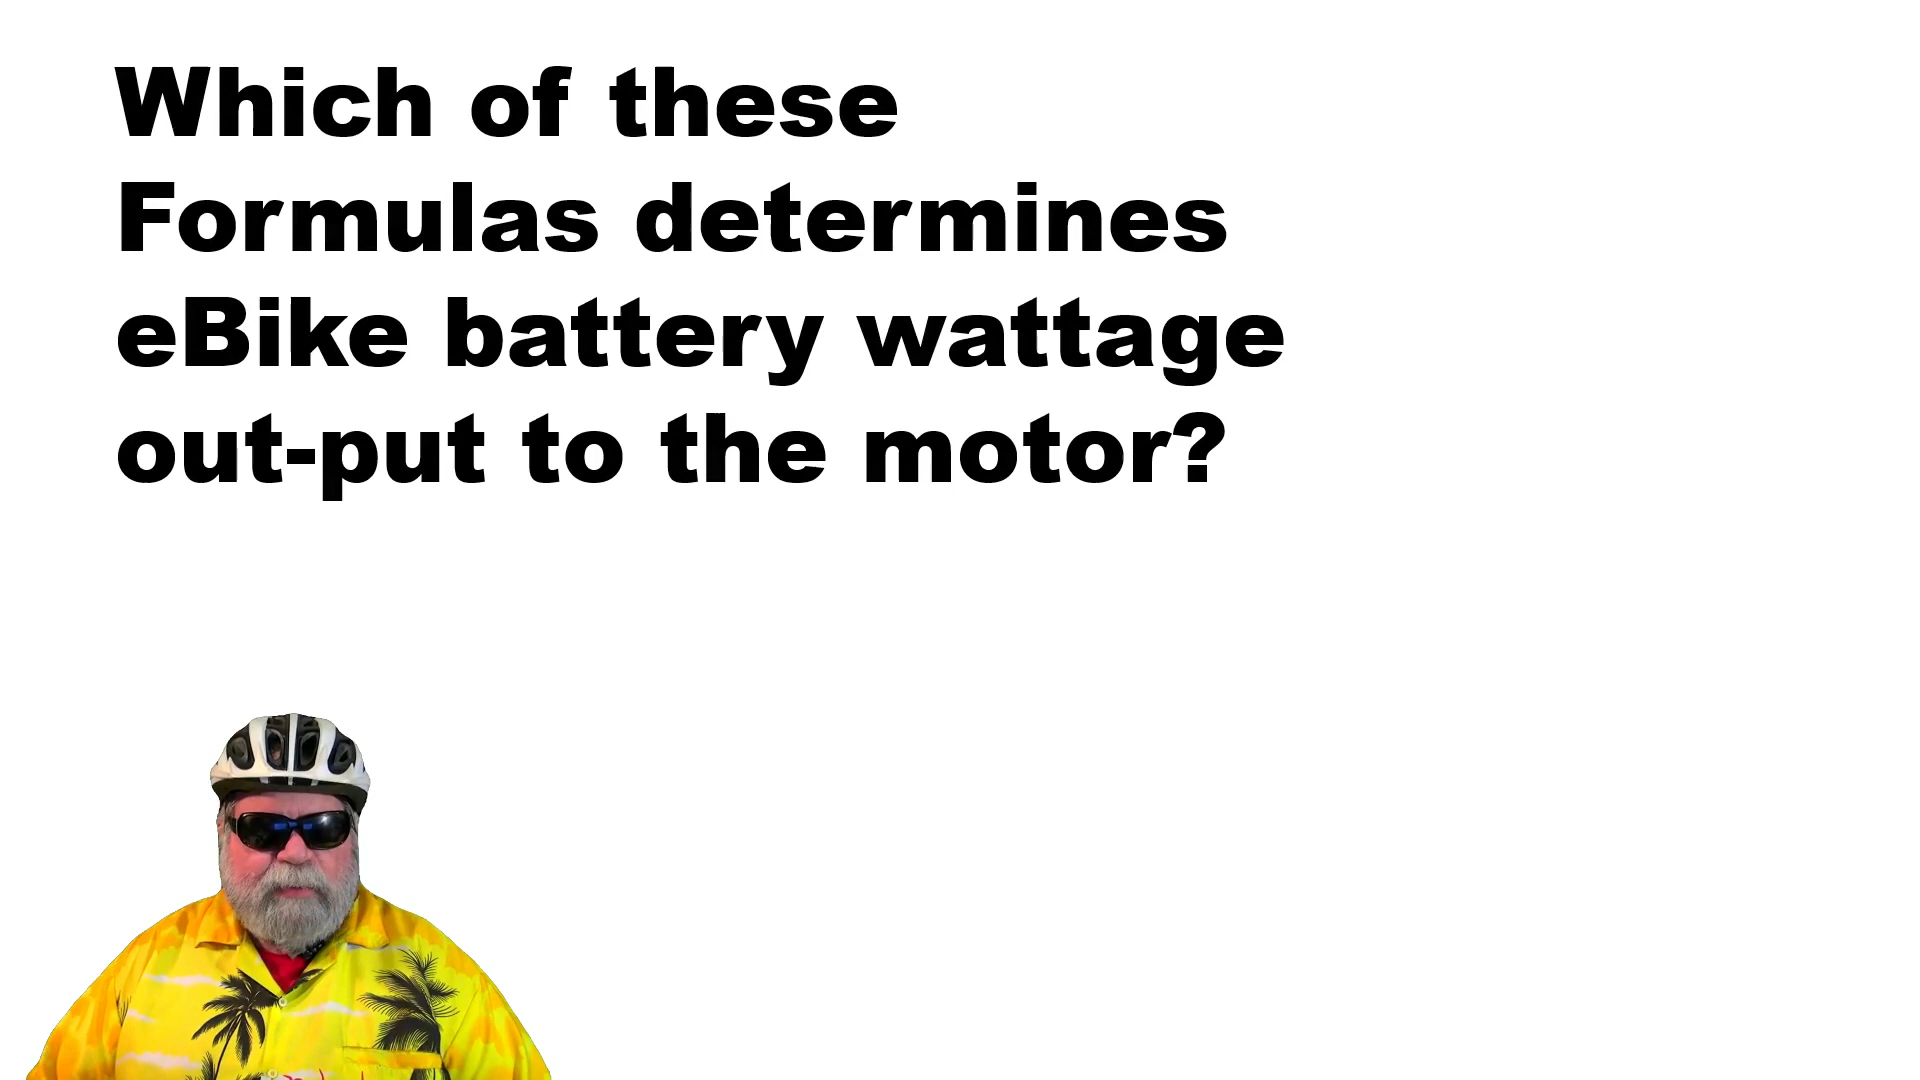 Which of these
Formulas determines
eBike battery wattage
out-put to the motor?